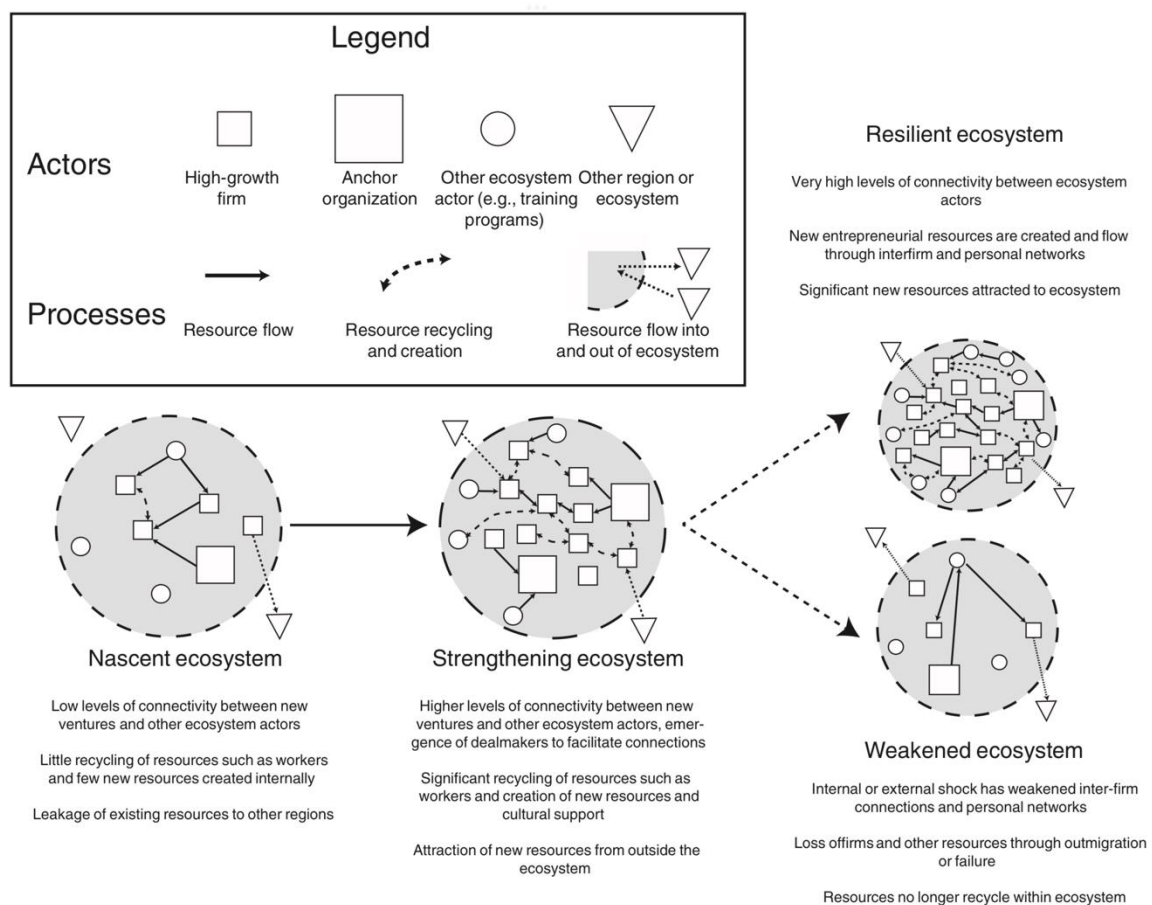 Legend
Actors
High-growth
firm
Anchor
organization
Other ecosystem
actor (e.g., training
programs)
Other region or
ecosystem
Processes
Resource flow
Resource recycling
and creation
Resource flow into
and out of ecosystem
Nascent ecosystem
Low levels of connectivity between new
ventures and other ecosystem actors
Little recycling of resources such as workers
and few new resources created internally
Leakage of existing resources to other regions
Strengthening ecosystem
Higher levels of connectivity between new
ventures and other ecosystem actors, emer-
gence of dealmakers to facilitate connections
Significant recycling of resources such as
workers and creation of new resources and
cultural support
Attraction of new resources from outside the
ecosystem
Resilient ecosystem
Very high levels of connectivity between ecosystem
actors
New entrepreneurial resources are created and flow
through interfirm and personal networks
Significant new resources attracted to ecosystem
Weakened ecosystem
Internal or external shock has weakened inter-firm
connections and personal networks
Loss offirms and other resources through outmigration
or failure
Resources no longer recycle within ecosystem